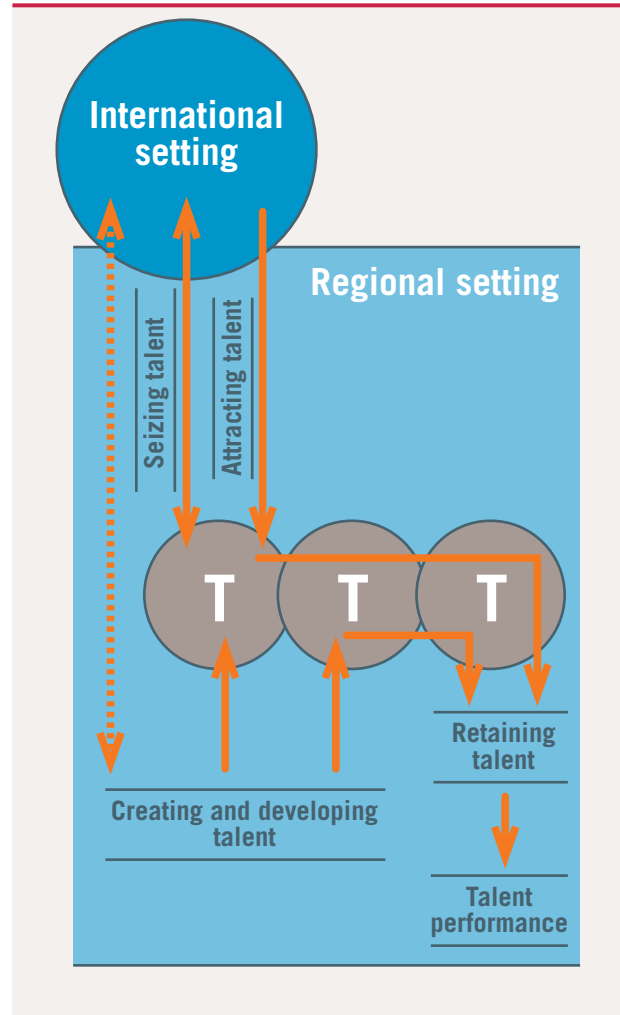 International
setting
Regional setting
Seizing talent
Attracting talent
T T T
Retaining
talent
Creating and developing
talent
Talent
performance